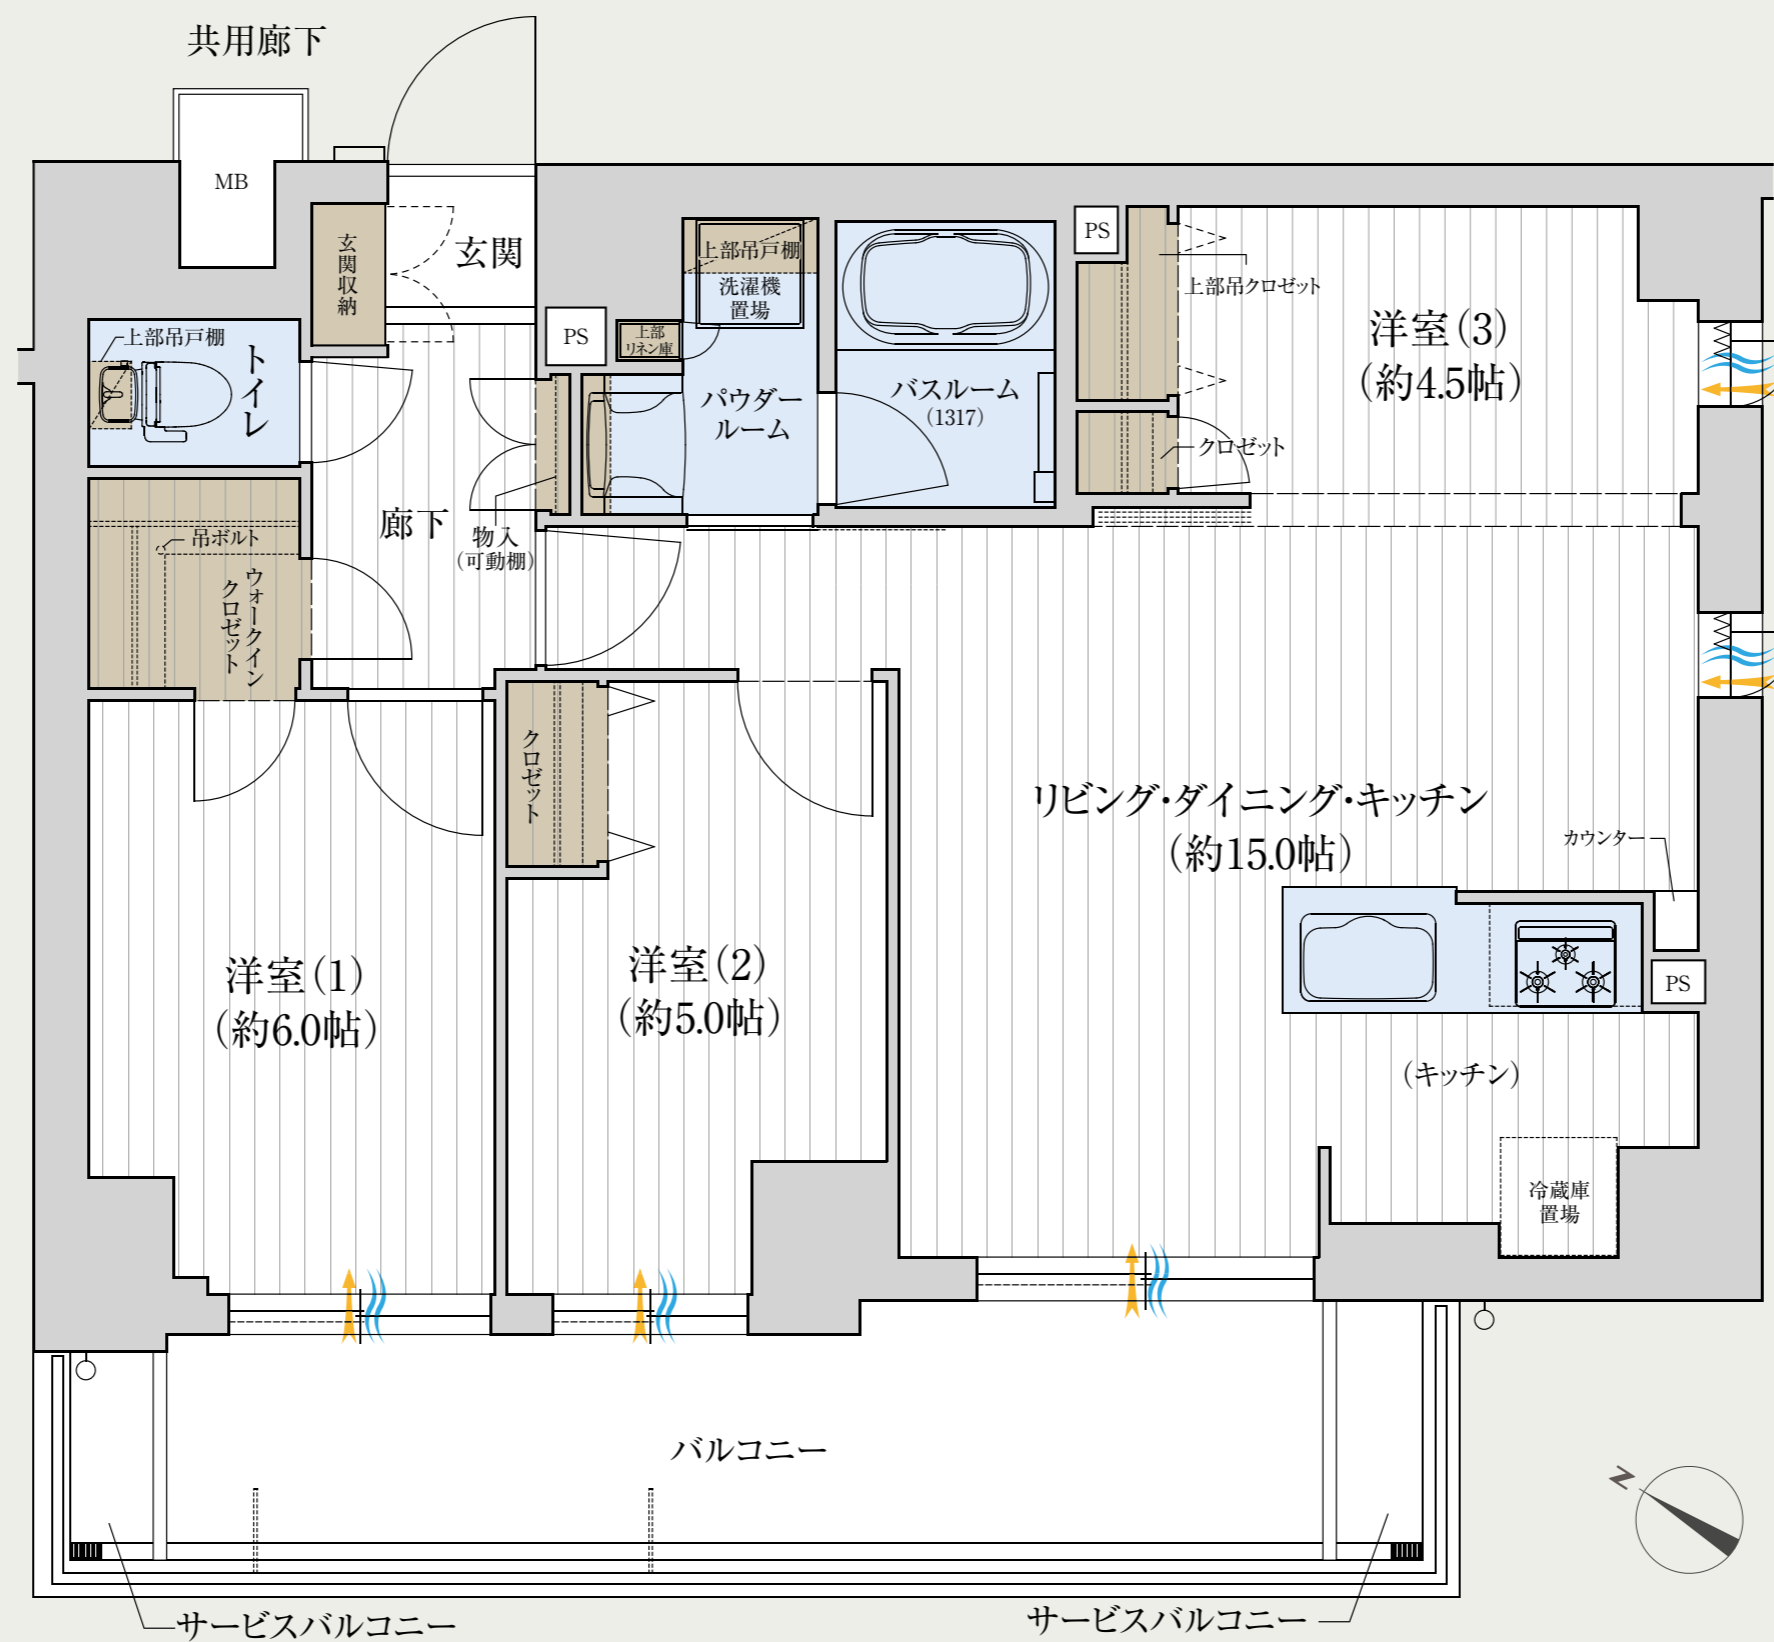 共用廊下
MB
玄関収納
玄関
上部吊戸棚
トイレ
PS
上部
リネン庫
上部吊戸棚
洗濯機
置場
パウダー
ルーム
バスルーム
(1317)
PS
上部吊クロゼット
クロゼット
洋室(3)
(約4.5帖)
吊ボルト
ウォークイン
クロゼット
廊下
物入
(可動棚)
クロゼット
洋室(1)
(約6.0帖)
洋室(2)
(約5.0帖)
リビング・ダイニング・キッチン
(約15.0帖)
カウンター
PS
(キッチン)
冷蔵庫
置場
バルコニー
サービスバルコニー
サービスバルコニー
N